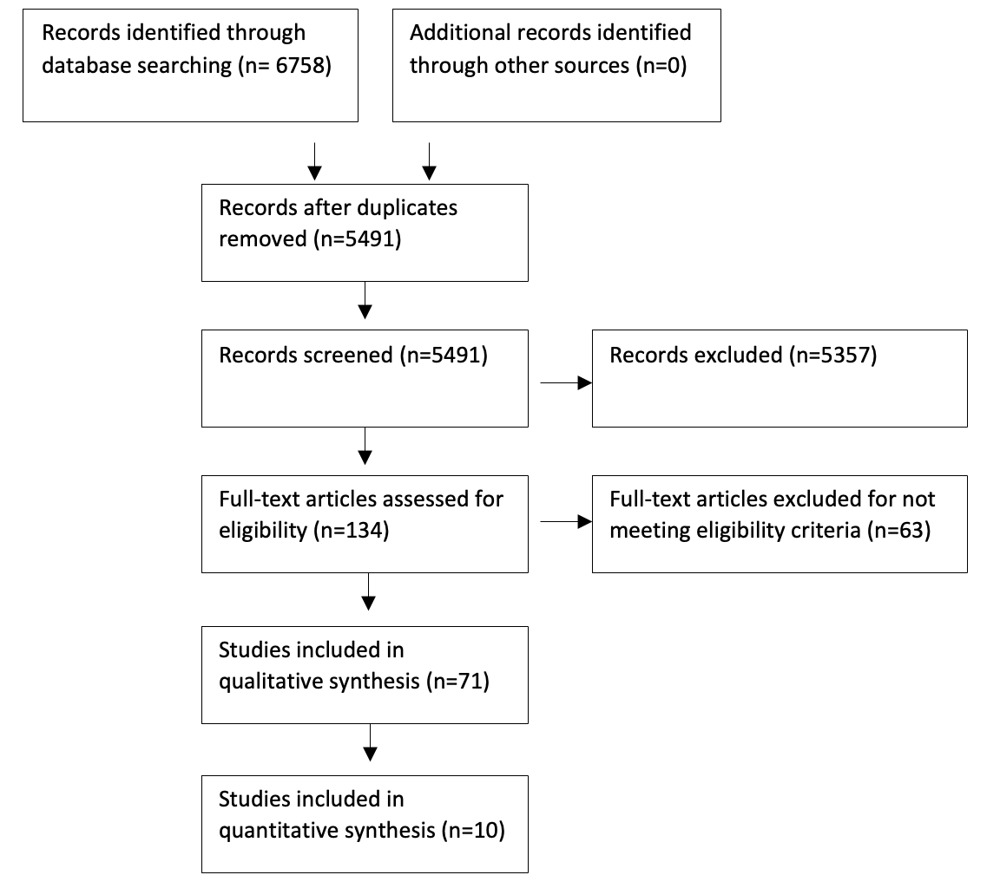 Records identified through
database searching (n= 6758)
Additional records identified
through other sources (n=0)
Records after duplicates
removed (n=5491)
Records screened (n=5491)
Records excluded (n=5357)
Full-text articles assessed for
eligibility (n=134)
Full-text articles excluded for not
meeting eligibility criteria (n=63)
Studies included in
qualitative synthesis (n=71)
Studies included in
quantitative synthesis (n=10)